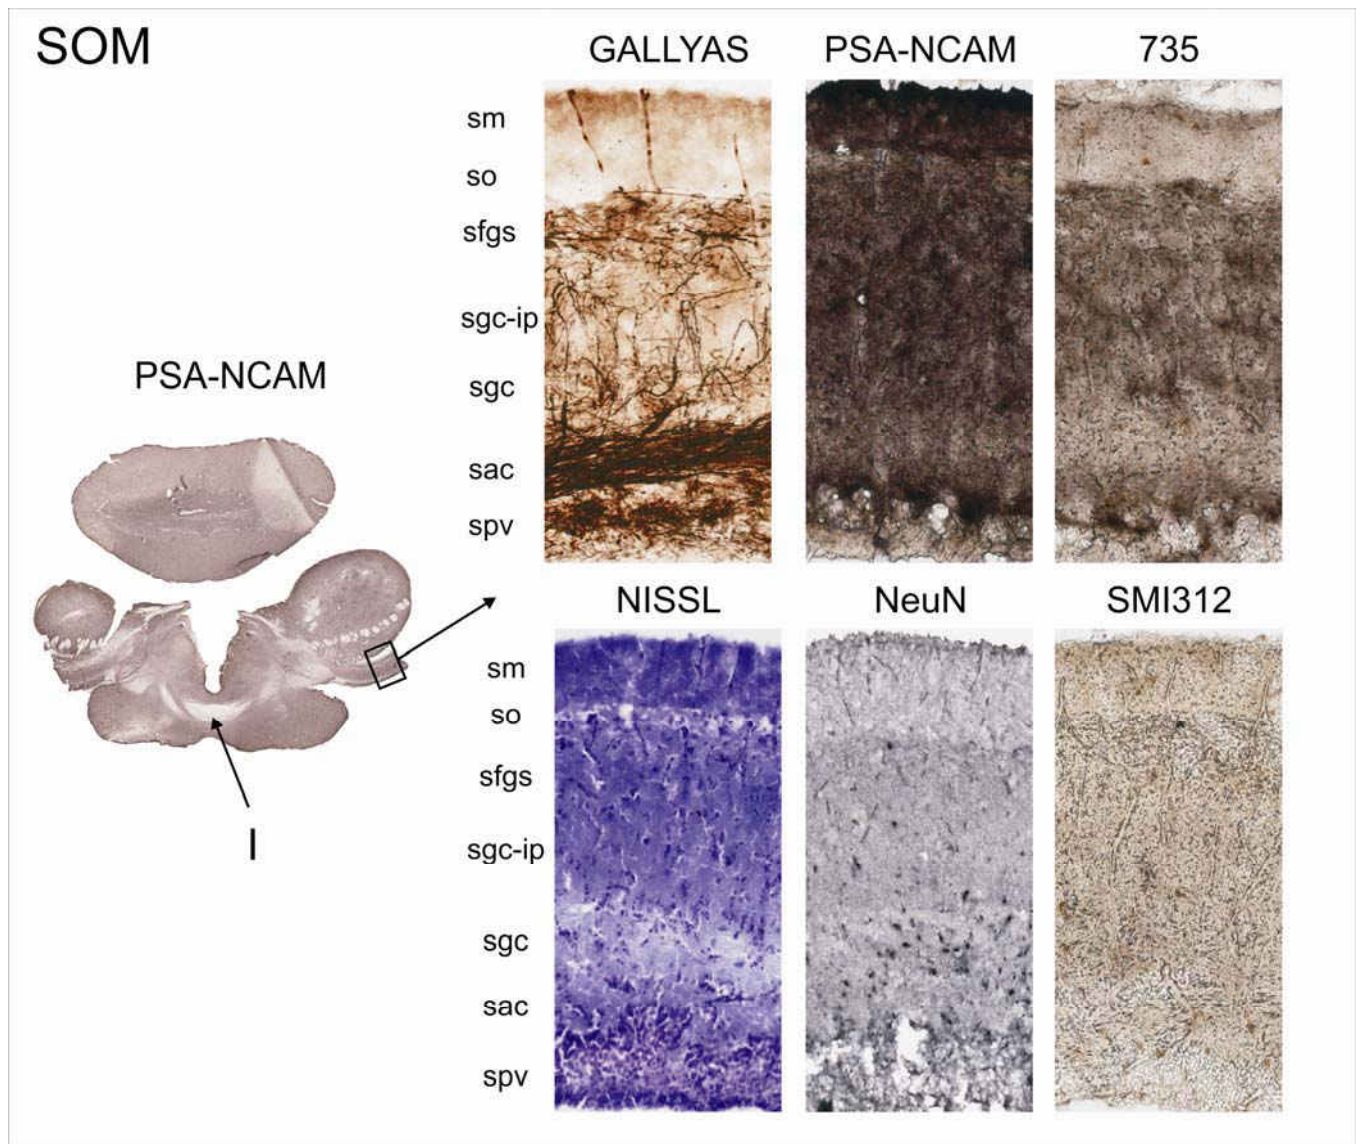 SOM
GALLYAS
PSA-NCAM
735
sm
so
sfgs
sgc-ip
sgc
sac
spv
PSA-NCAM
I
NISSL
NeuN
SMI312
sm
so
sfgs
sgc-ip
sgc
sac
spv